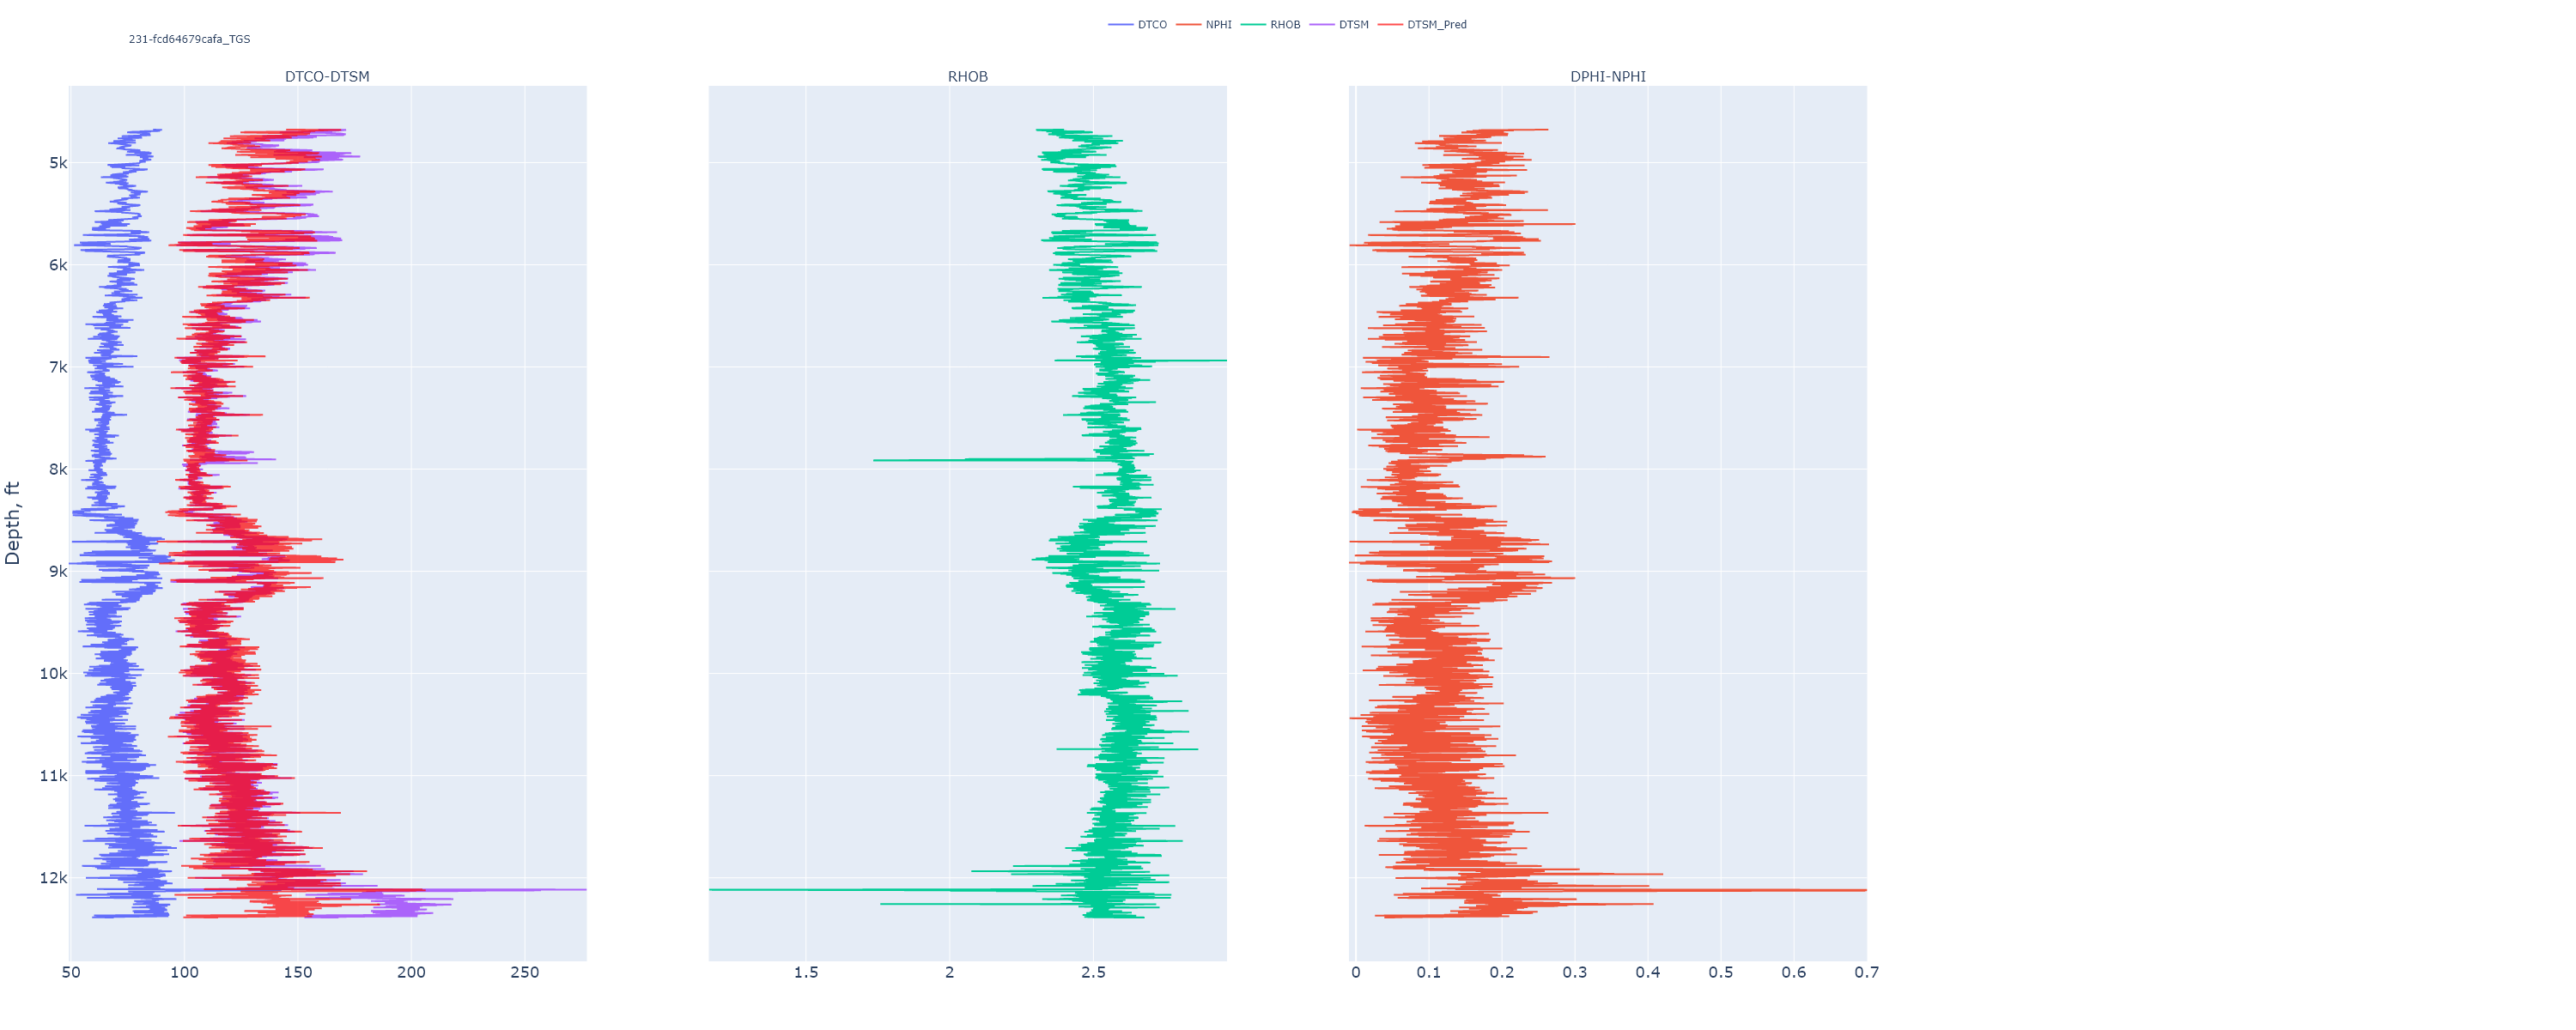 DTCO NPHI RHOB DTSM DTSM_Pred
231-fcd64679cafa_TGS
DTCO-DTSM RHOB DPHI-NPHI
Depth, ft
5k
6k
7k
8k
9k
10k
11k
12k
50 100 150 200 250
1.5 2 2.5
0 0.1 0.2 0.3 0.4 0.5 0.6 0.7